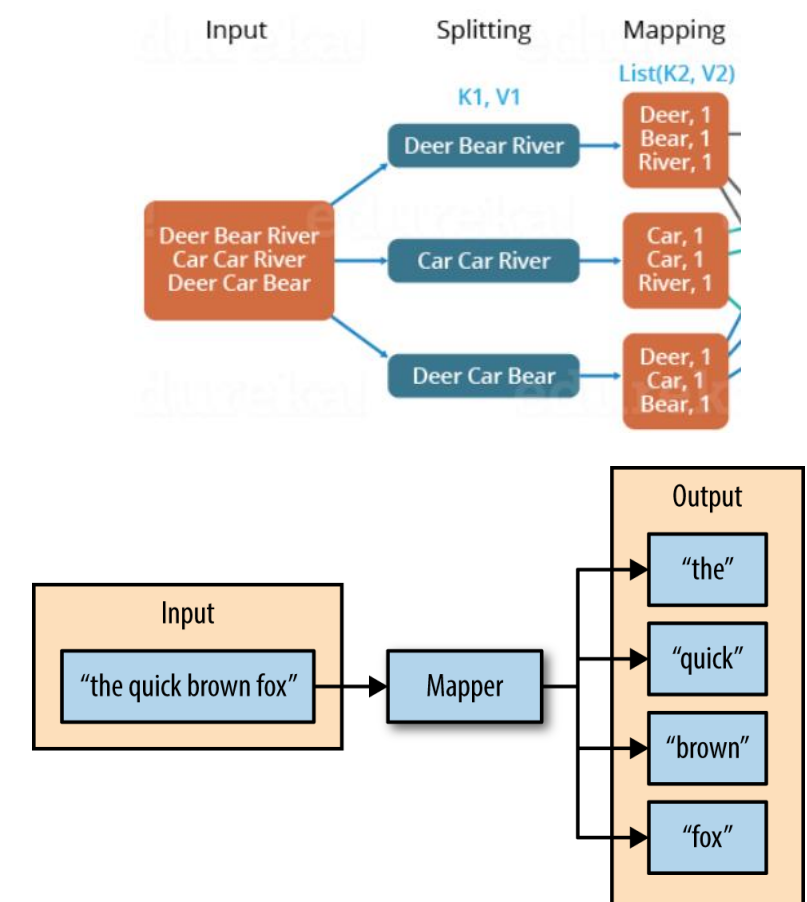 Input
Splitting
Mapping
List(K2, V2)
K1, V1
Deer, 1
Bear, 1
River, 1
Deer Bear River
Deer Bear River
Car Car River
Deer Car Bear
Car Car River
Car, 1
Car, 1
River, 1
Deer Car Bear
Deer, 1
Car, 1
Bear, 1
Output
"the"
Input
"quick"
"the quick brown fox"
Mapper
"brown"
"fox"